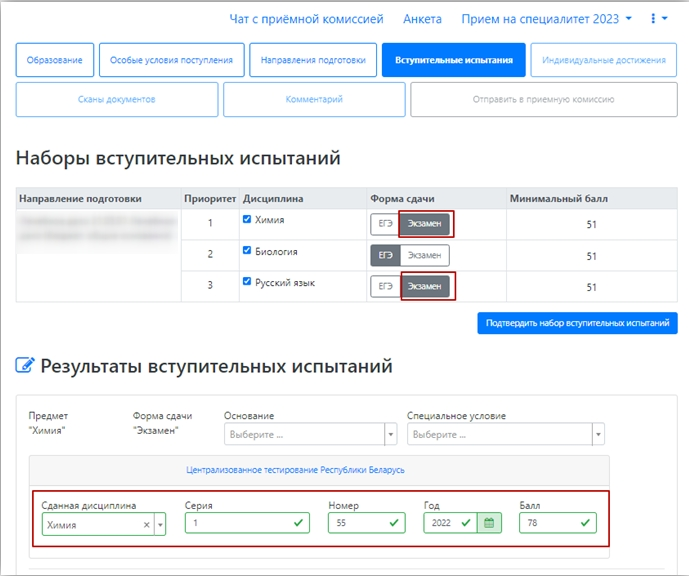 Чат с приёмной комиссией Анкета Прием на специалитет 2023
Образование Особые условия поступления Направления подготовки Вступительные испытания Индивидуальные достижения
Сканы документов Комментарий Отправить в приемную комиссию
Наборы вступительных испытаний
Направление подготовки Приоритет Дисциплина Форма сдачи Минимальный балл
1 Химия ЕГЭ Экзамен 51
2 Биология ЕГЭ Экзамен 51
3 Русский язык ЕГЭ Экзамен 51
Подтвердить набор вступительных испытаний
Результаты вступительных испытаний
Предмет Форма сдачи Основание Специальное условие
"Химия" "Экзамен" Выберите ... Выберите ...
Централизованное тестирование Республики Беларусь
Сданная дисциплина Серия Номер Год Балл
Химия × 1 55 2022 78